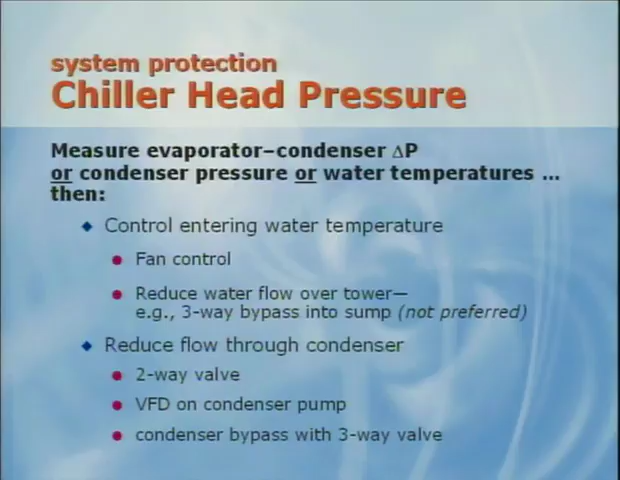 system protection
Chiller Head Pressure
Measure evaporator–condenser ΔP
or condenser pressure or water temperatures ...
then:
Control entering water temperature
Fan control
Reduce water flow over tower—
e.g., 3-way bypass into sump (not preferred)
Reduce flow through condenser
2-way valve
VFD on condenser pump
condenser bypass with 3-way valve